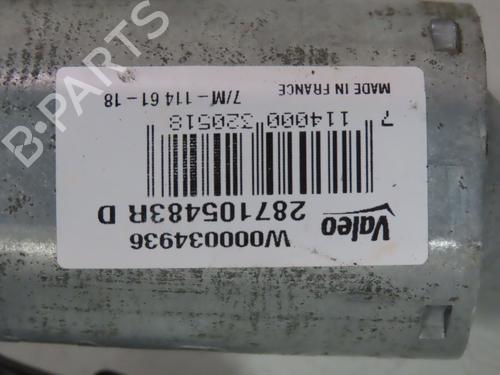 W000034936
Valeo
287105483R D
7 114000 320518
7/M-114 61-18
MADE IN FRANCE
B-PARTS